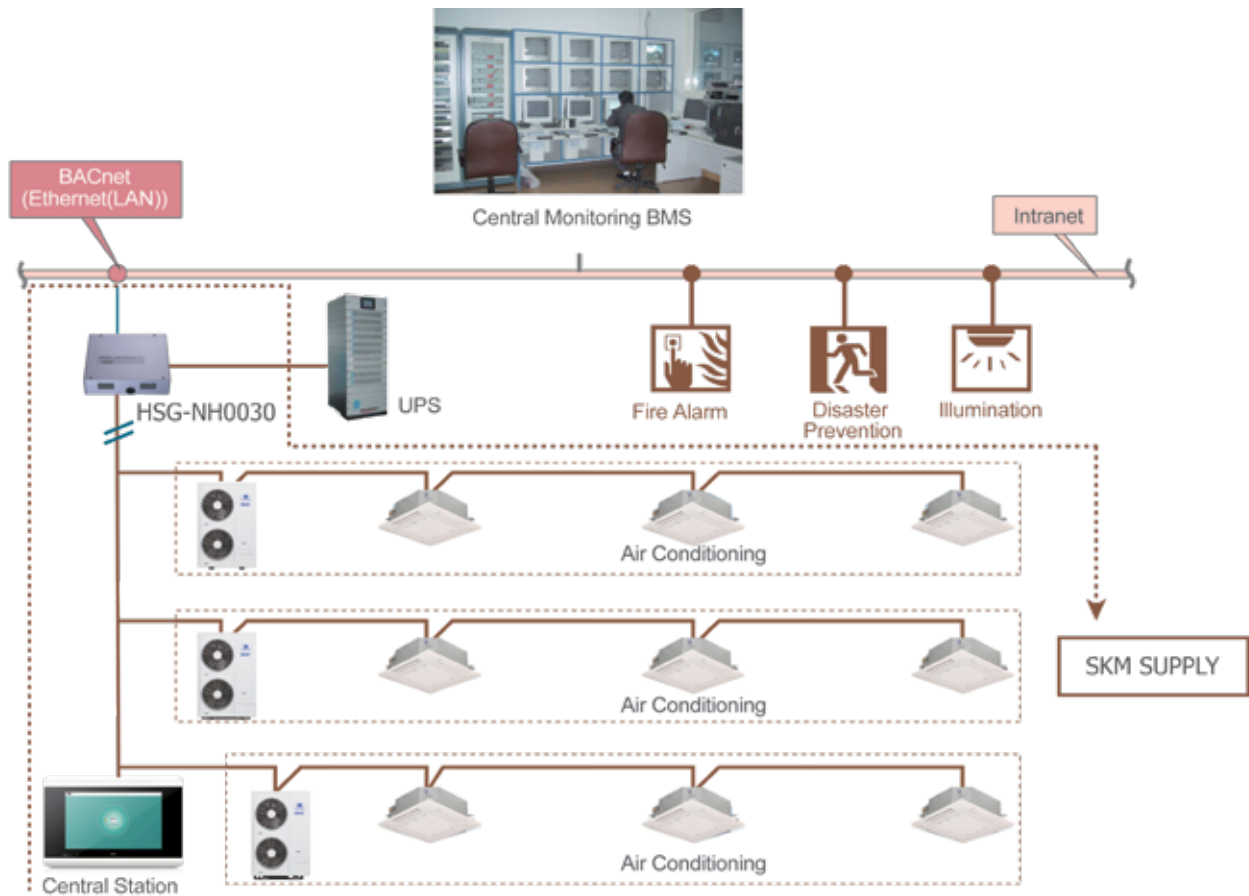 BACnet
(Ethernet(LAN))
Central Monitoring BMS
Intranet
HSG-NH0030
UPS
Fire Alarm
Disaster
Prevention
Illumination
Air Conditioning
SKM SUPPLY
Air Conditioning
Air Conditioning
Central Station